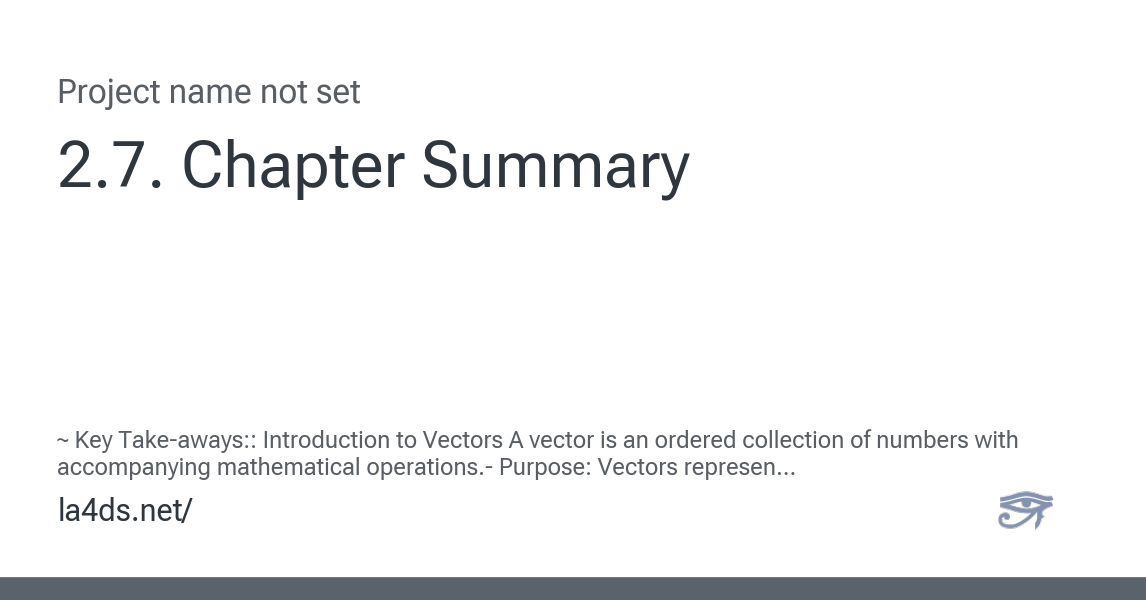 Project name not set
2.7. Chapter Summary
~ Key Take-aways:: Introduction to Vectors A vector is an ordered collection of numbers with
accompanying mathematical operations.- Purpose: Vectors represen...
la4ds.net/